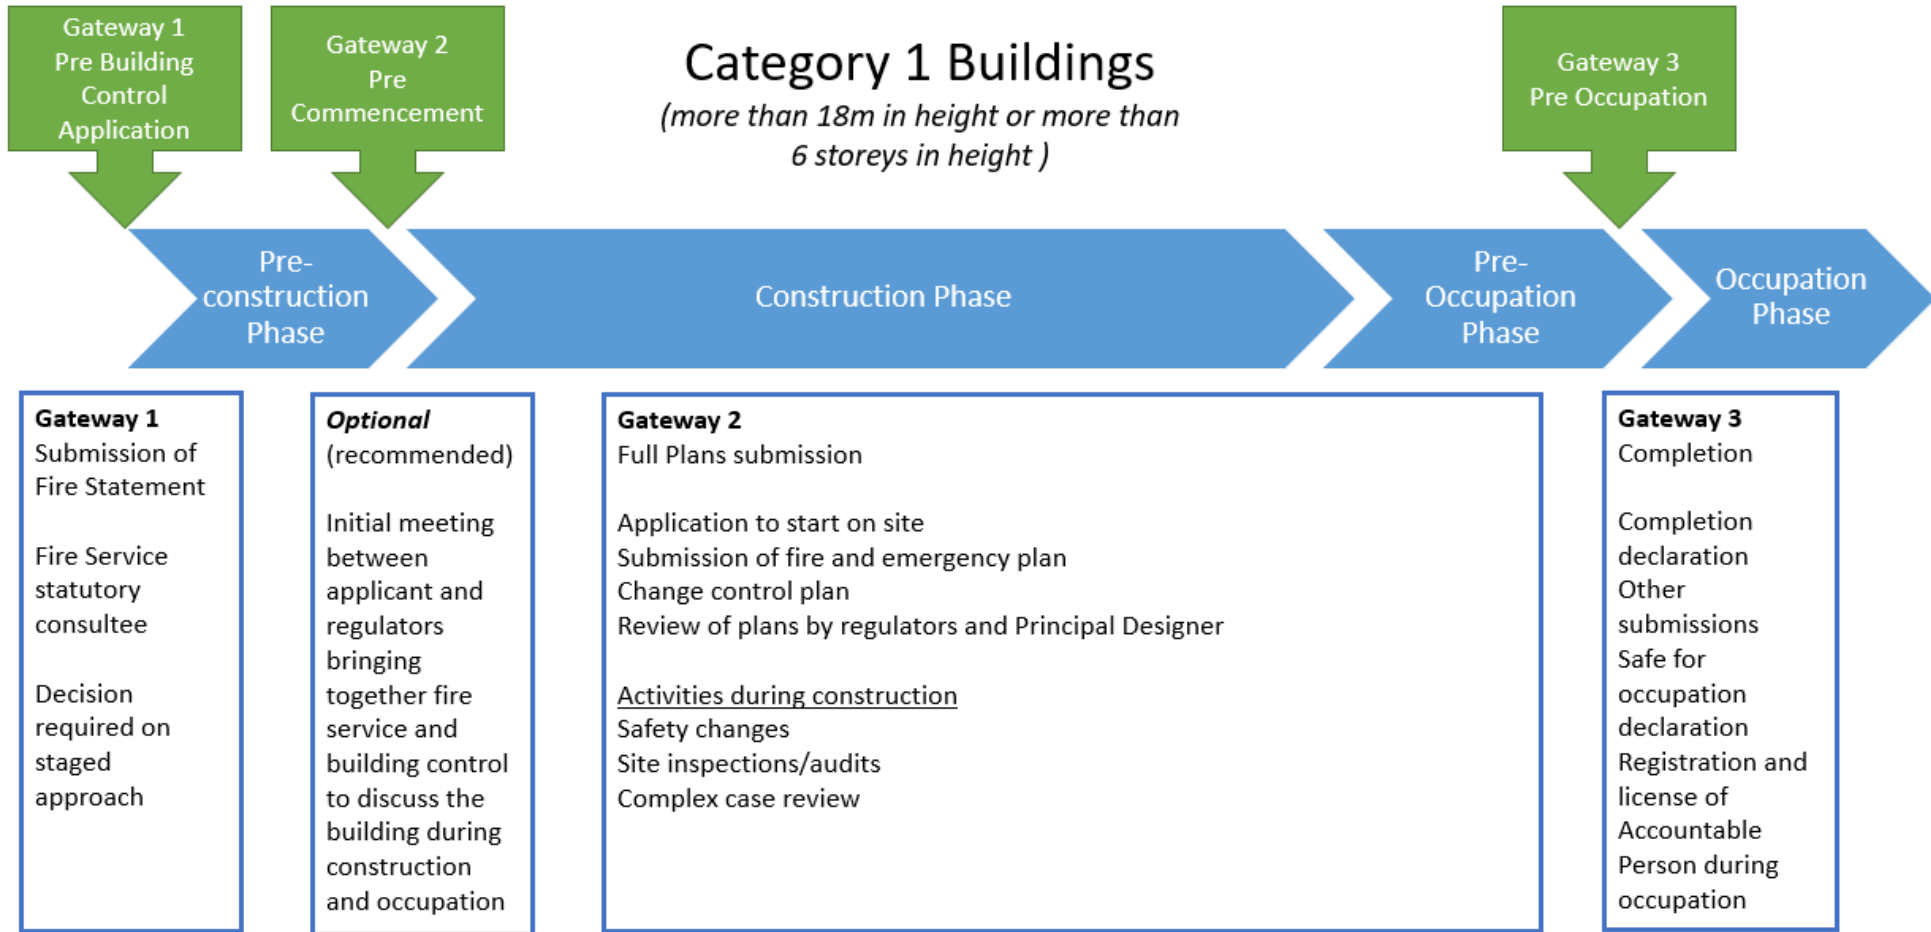 Gateway 1
Pre Building
Control
Application
Gateway 2
Pre
Commencement
Category 1 Buildings
(more than 18m in height or more than
6 storeys in height )
Gateway 3
Pre Occupation
Pre-
construction
Phase
Construction Phase
Pre-
Occupation
Phase
Occupation
Phase
Gateway 1
Submission of
Fire Statement
Fire Service
statutory
consultee
Decision
required on
staged
approach
Optional
(recommended)
Initial meeting
between
applicant and
regulators
bringing
together fire
service and
building control
to discuss the
building during
construction
and occupation
Gateway 2
Full Plans submission
Application to start on site
Submission of fire and emergency plan
Change control plan
Review of plans by regulators and Principal Designer
Activities during construction
Safety changes
Site inspections/audits
Complex case review
Gateway 3
Completion
Completion
declaration
Other
submissions
Safe for
occupation
declaration
Registration and
license of
Accountable
Person during
occupation